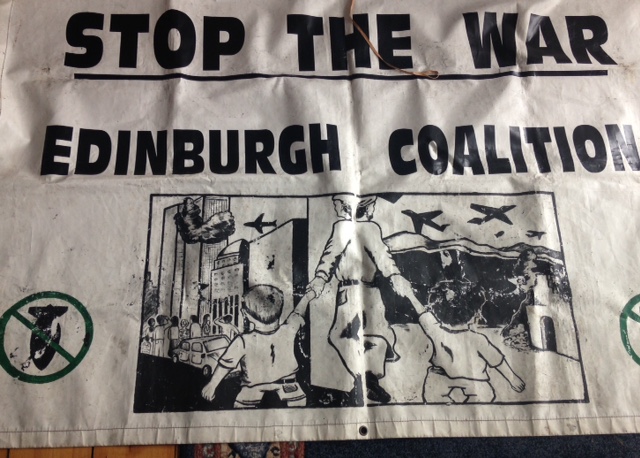 STOP THE WAR
EDINBURGH COALITION